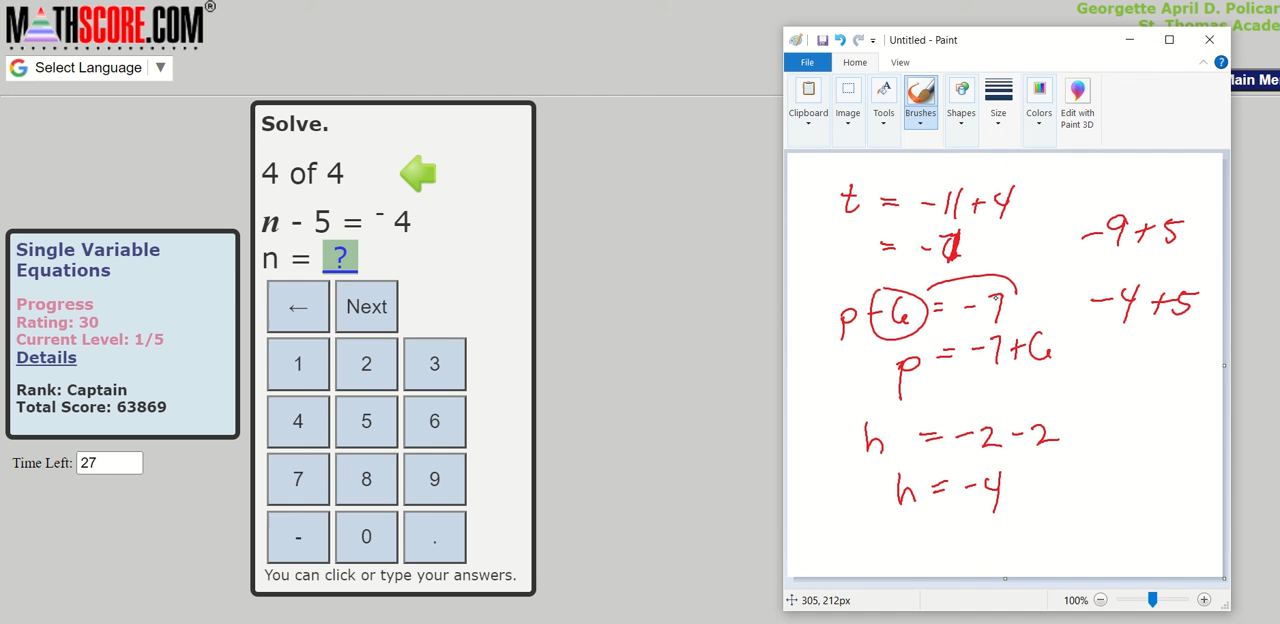 MATHSCORE.COM®
Select Language ▼
Georgette April D. Policar
St. Thomas Acade
lain Me
Single Variable
Equations
Progress
Rating: 30
Current Level: 1/5
Details
Rank: Captain
Total Score: 63869
Time Left: 27
Solve.
4 of 4
n - 5 = ⁻4
n = ?
← Next
1 2 3
4 5 6
7 8 9
- 0 .
You can click or type your answers.
Untitled - Paint
File Home View
Clipboard Image Tools Brushes Shapes Size Colors Edit with
Paint 3D
t = -11+4
= -7
p - 6 = -7
p = -7+6
h = -2-2
h = -4
-9+5
-4+5
305, 212px 100%